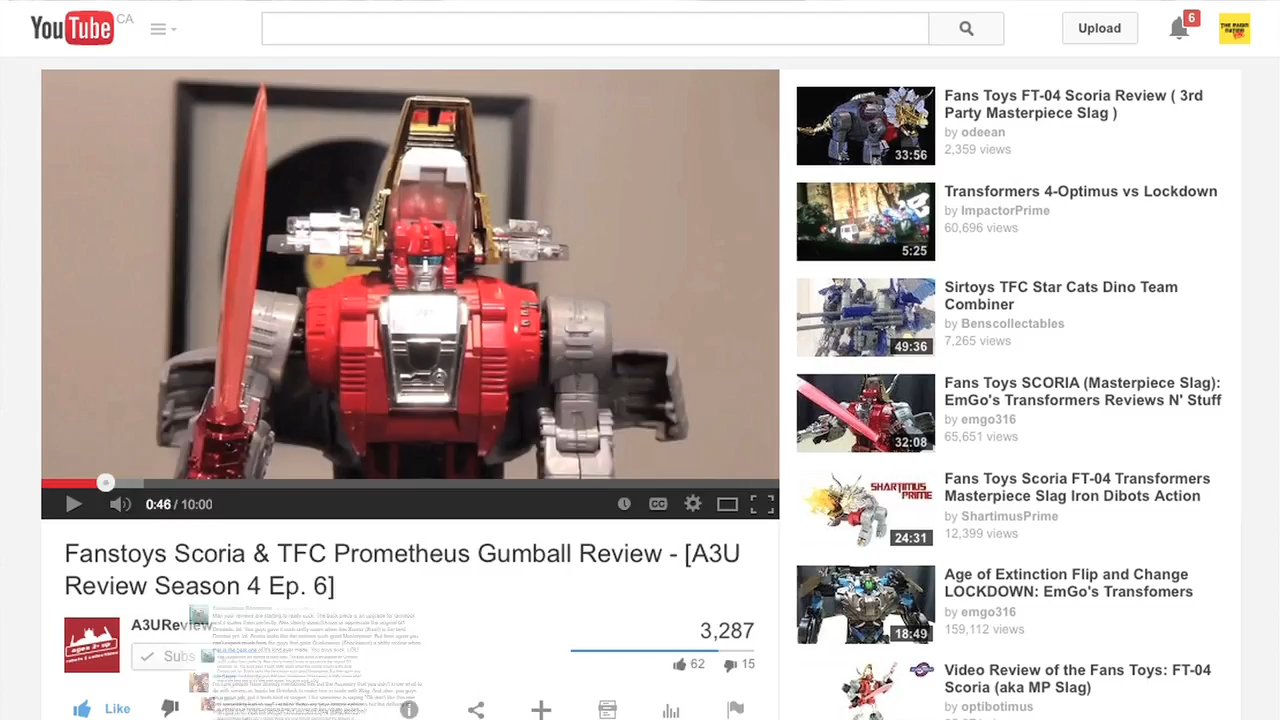 YouTube CA
Upload
6
Fans Toys FT-04 Scoria Review ( 3rd
Party Masterpiece Slag )
by odeean
2,359 views
33:56
Transformers 4-Optimus vs Lockdown
by ImpactorPrime
60,696 views
5:25
Sirtoys TFC Star Cats Dino Team
Combiner
by Benscollectables
7,265 views
49:36
Fans Toys SCORIA (Masterpiece Slag):
EmGo's Transformers Reviews N' Stuff
by emgo316
65,651 views
32:08
Fans Toys Scoria FT-04 Transformers
Masterpiece Slag Iron Dibots Action
by ShartimusPrime
12,399 views
SHARTIMUS
PRIME
24:31
Age of Extinction Flip and Change
LOCKDOWN: EmGo's Transfomers
by emgo316
159,112 views
18:49
Video Review of the Fans Toys: FT-04
Scoria (aka MP Slag)
by optibotimus
0:46 / 10:00
CC
Fanstoys Scoria & TFC Prometheus Gumball Review - [A3U
Review Season 4 Ep. 6]
A3UReview
ages 3+ up
Subs
3,287
62
15
Like